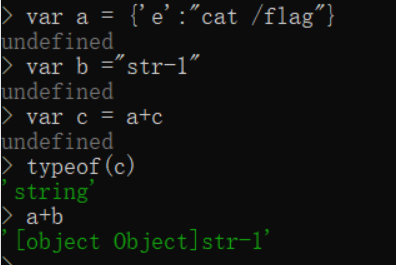 > var a = {'e':"cat /flag"}
undefined
> var b ="str-1"
undefined
> var c = a+c
undefined
> typeof(c)
'string'
> a+b
'[object Object]str-1'
>